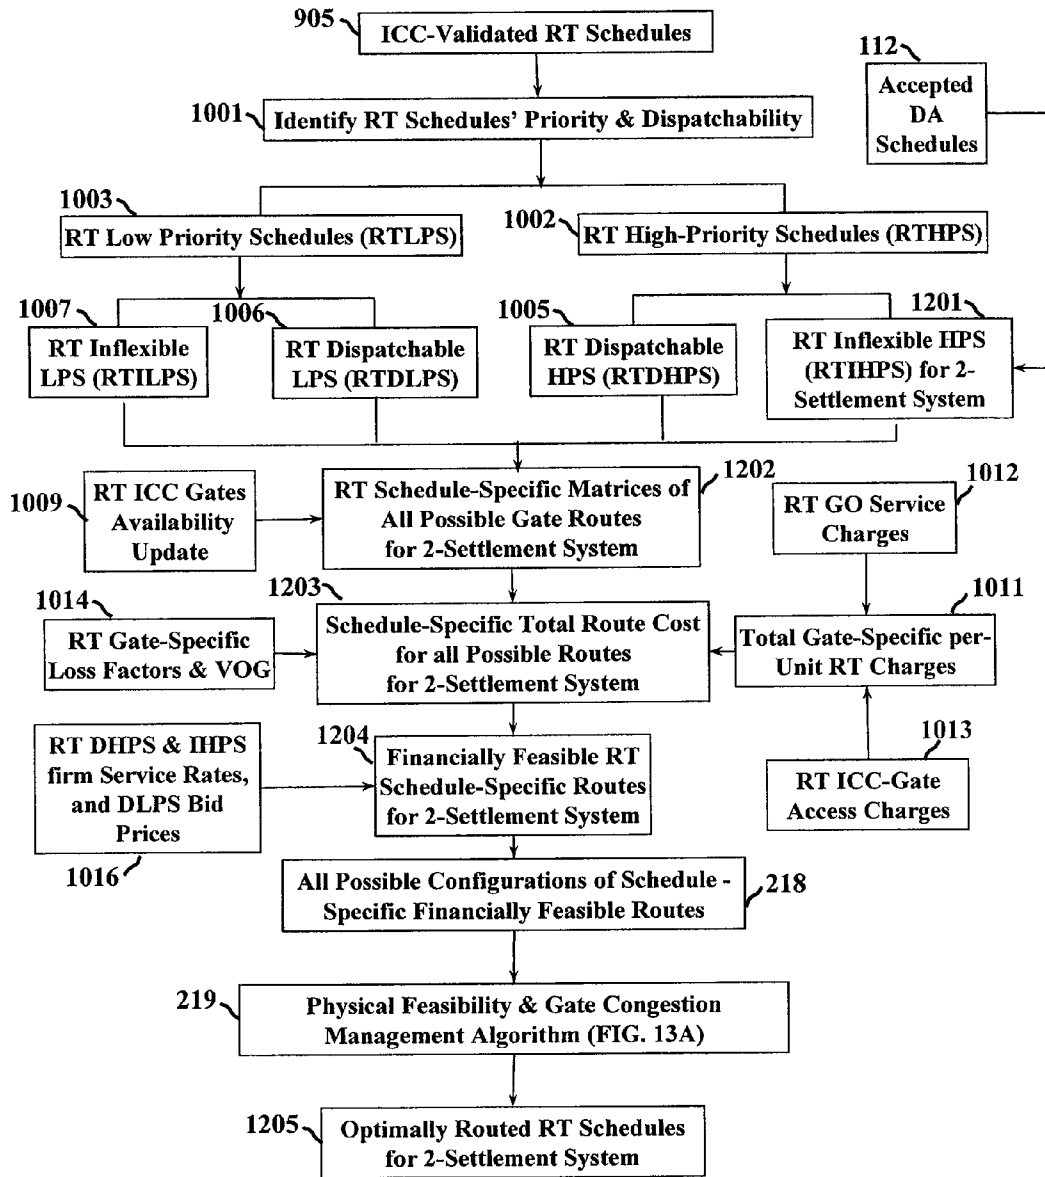 905
ICC-Validated RT Schedules
112
Accepted
DA
Schedules
1001
Identify RT Schedules' Priority & Dispatchability
1003
RT Low Priority Schedules (RTLPS)
1002
RT High-Priority Schedules (RTHPS)
1007
RT Inflexible
LPS (RTILPS)
1006
RT Dispatchable
LPS (RTDLPS)
1005
RT Dispatchable
HPS (RTDHPS)
1201
RT Inflexible HPS
(RTIHPS) for 2-
Settlement System
1009
RT ICC Gates
Availability
Update
1202
RT Schedule-Specific Matrices of
All Possible Gate Routes
for 2-Settlement System
1012
RT GO Service
Charges
1014
RT Gate-Specific
Loss Factors & VOG
1203
Schedule-Specific Total Route Cost
for all Possible Routes
for 2-Settlement System
1011
Total Gate-Specific per-
Unit RT Charges
RT DHPS & IHPS
firm Service Rates,
and DLPS Bid
Prices
1016
1204
Financially Feasible RT
Schedule-Specific Routes
for 2-Settlement System
1013
RT ICC-Gate
Access Charges
All Possible Configurations of Schedule -
Specific Financially Feasible Routes
218
219
Physical Feasibility & Gate Congestion
Management Algorithm (FIG. 13A)
1205
Optimally Routed RT Schedules
for 2-Settlement System